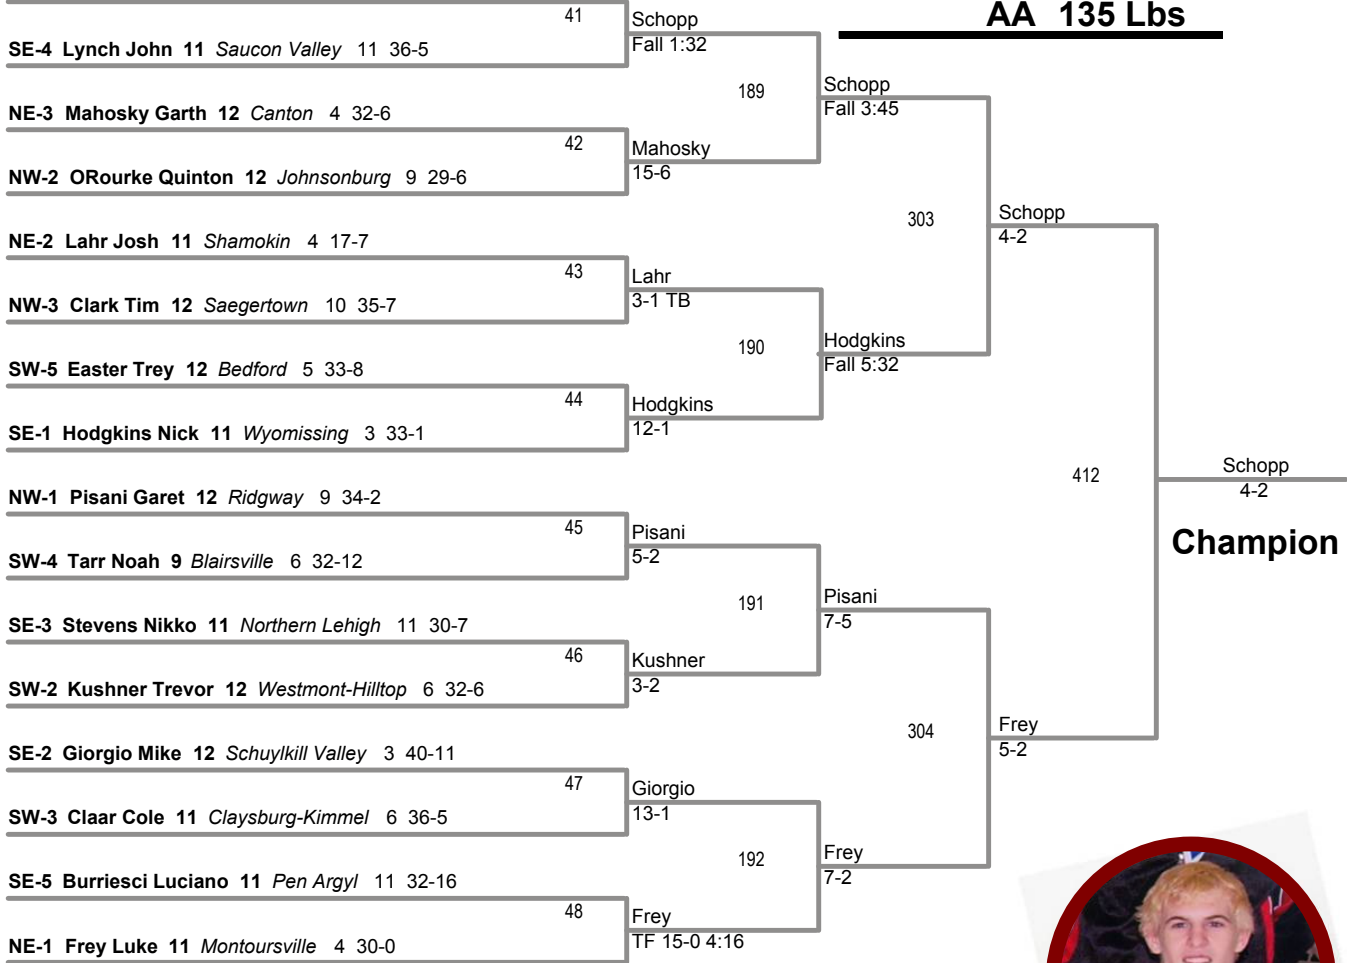 AA 135 Lbs
41
Schopp
Fall 1:32
SE-4 Lynch John 11 Saucon Valley 11 36-5
189
Schopp
Fall 3:45
NE-3 Mahosky Garth 12 Canton 4 32-6
42
Mahosky
15-6
NW-2 ORourke Quinton 12 Johnsonburg 9 29-6
303
Schopp
4-2
NE-2 Lahr Josh 11 Shamokin 4 17-7
43
Lahr
3-1 TB
NW-3 Clark Tim 12 Saegertown 10 35-7
190
Hodgkins
Fall 5:32
SW-5 Easter Trey 12 Bedford 5 33-8
44
Hodgkins
12-1
SE-1 Hodgkins Nick 11 Wyomissing 3 33-1
412
Schopp
4-2
Champion
NW-1 Pisani Garet 12 Ridgway 9 34-2
45
Pisani
5-2
SW-4 Tarr Noah 9 Blairsville 6 32-12
191
Pisani
7-5
SE-3 Stevens Nikko 11 Northern Lehigh 11 30-7
46
Kushner
3-2
SW-2 Kushner Trevor 12 Westmont-Hilltop 6 32-6
304
Frey
5-2
SE-2 Giorgio Mike 12 Schuylkill Valley 3 40-11
47
Giorgio
13-1
SW-3 Claar Cole 11 Claysburg-Kimmel 6 36-5
192
Frey
7-2
SE-5 Burriesci Luciano 11 Pen Argyl 11 32-16
48
Frey
TF 15-0 4:16
NE-1 Frey Luke 11 Montoursville 4 30-0